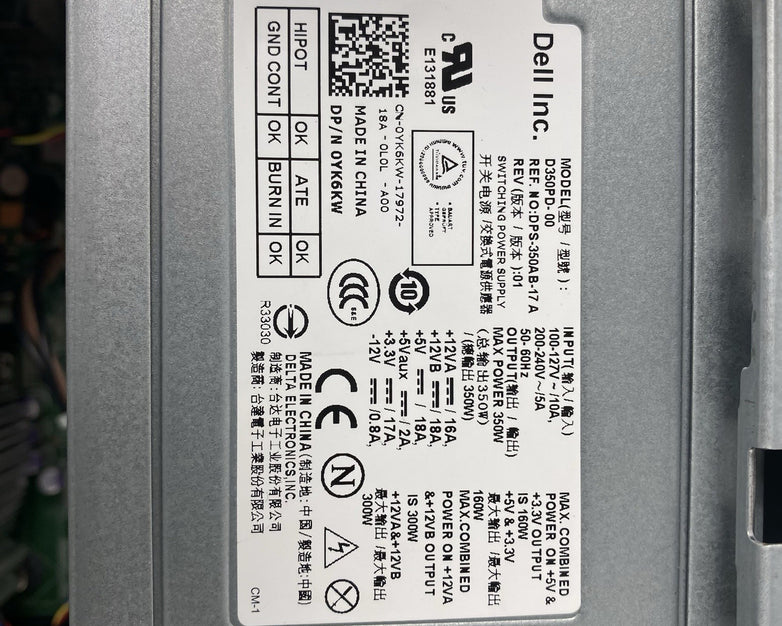 Dell Inc.
MODEL(型号 / 型號 ):
D350PD-00
REF. NO:DPS-350AB-17 A
REV(版本 / 版本 ):01
SWITCHING POWER SUPPLY
开关电源 /交換式電源供應器
INPUT(输入/輸入)
100-127V～/10A,
200-240V～/5A
50- 60Hz
OUTPUT(输出 / 輸出)
MAX POWER 350W
(总输出350W)
/(總輸出 350W)
+12VA ⎓ / 16A,
+12VB ⎓ / 18A,
+5V ⎓ / 18A,
+5Vaux ⎓ / 2A,
+3.3V ⎓ / 17A,
-12V ⎓ /0.8A,
MAX. COMBINED
POWER ON +5V &
+3.3V OUTPUT
IS 160W
+5V & +3.3V
最大输出 /最大輸出
160W
MAX.COMBINED
POWER ON +12VA
&+12VB OUTPUT
IS 300W
+12VA&+12VB
最大输出 /最大輸出
300W
C UR US
E131881
BAUART
GEPRÜFT
TYPE
APPROVED
CN-0YK6KW-17972-
18A -0L0L -A00
MADE IN CHINA
DP/N 0YK6KW
HIPOT OK ATE OK
GND CONT OK BURN IN OK
10
CCC
S&E
R33030
CE
N
MADE IN CHINA(制造地: 中国 /製造地:中國)
DELTA ELECTRONICS,INC.
制造商: 台达电子工业股份有限公司
製造商: 台達電子工業股份有限公司
CM-1